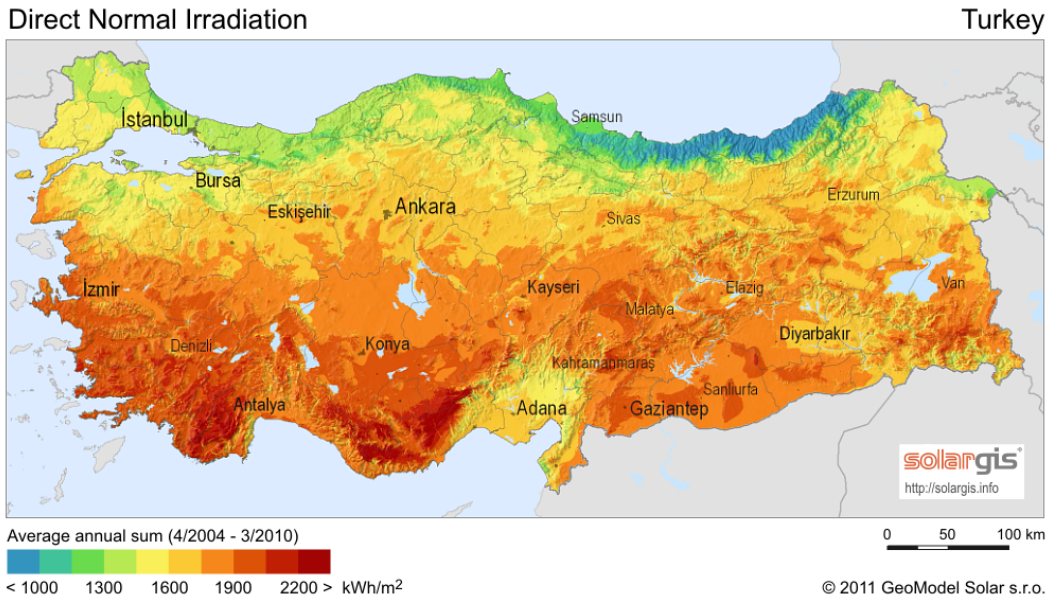 Direct Normal Irradiation
Turkey
İstanbul
Samsun
Bursa
Erzurum
Eskişehir
Ankara
Sivas
İzmir
Kayseri
Elazig
Van
Malatya
Denizli
Konya
Diyarbakır
Kahramanmaraş
Sanlıurfa
Antalya
Adana
Gaziantep
solargis
http://solargis.info
Average annual sum (4/2004 - 3/2010)
0 50 100 km
< 1000 1300 1600 1900 2200 > kWh/m²
© 2011 GeoModel Solar s.r.o.